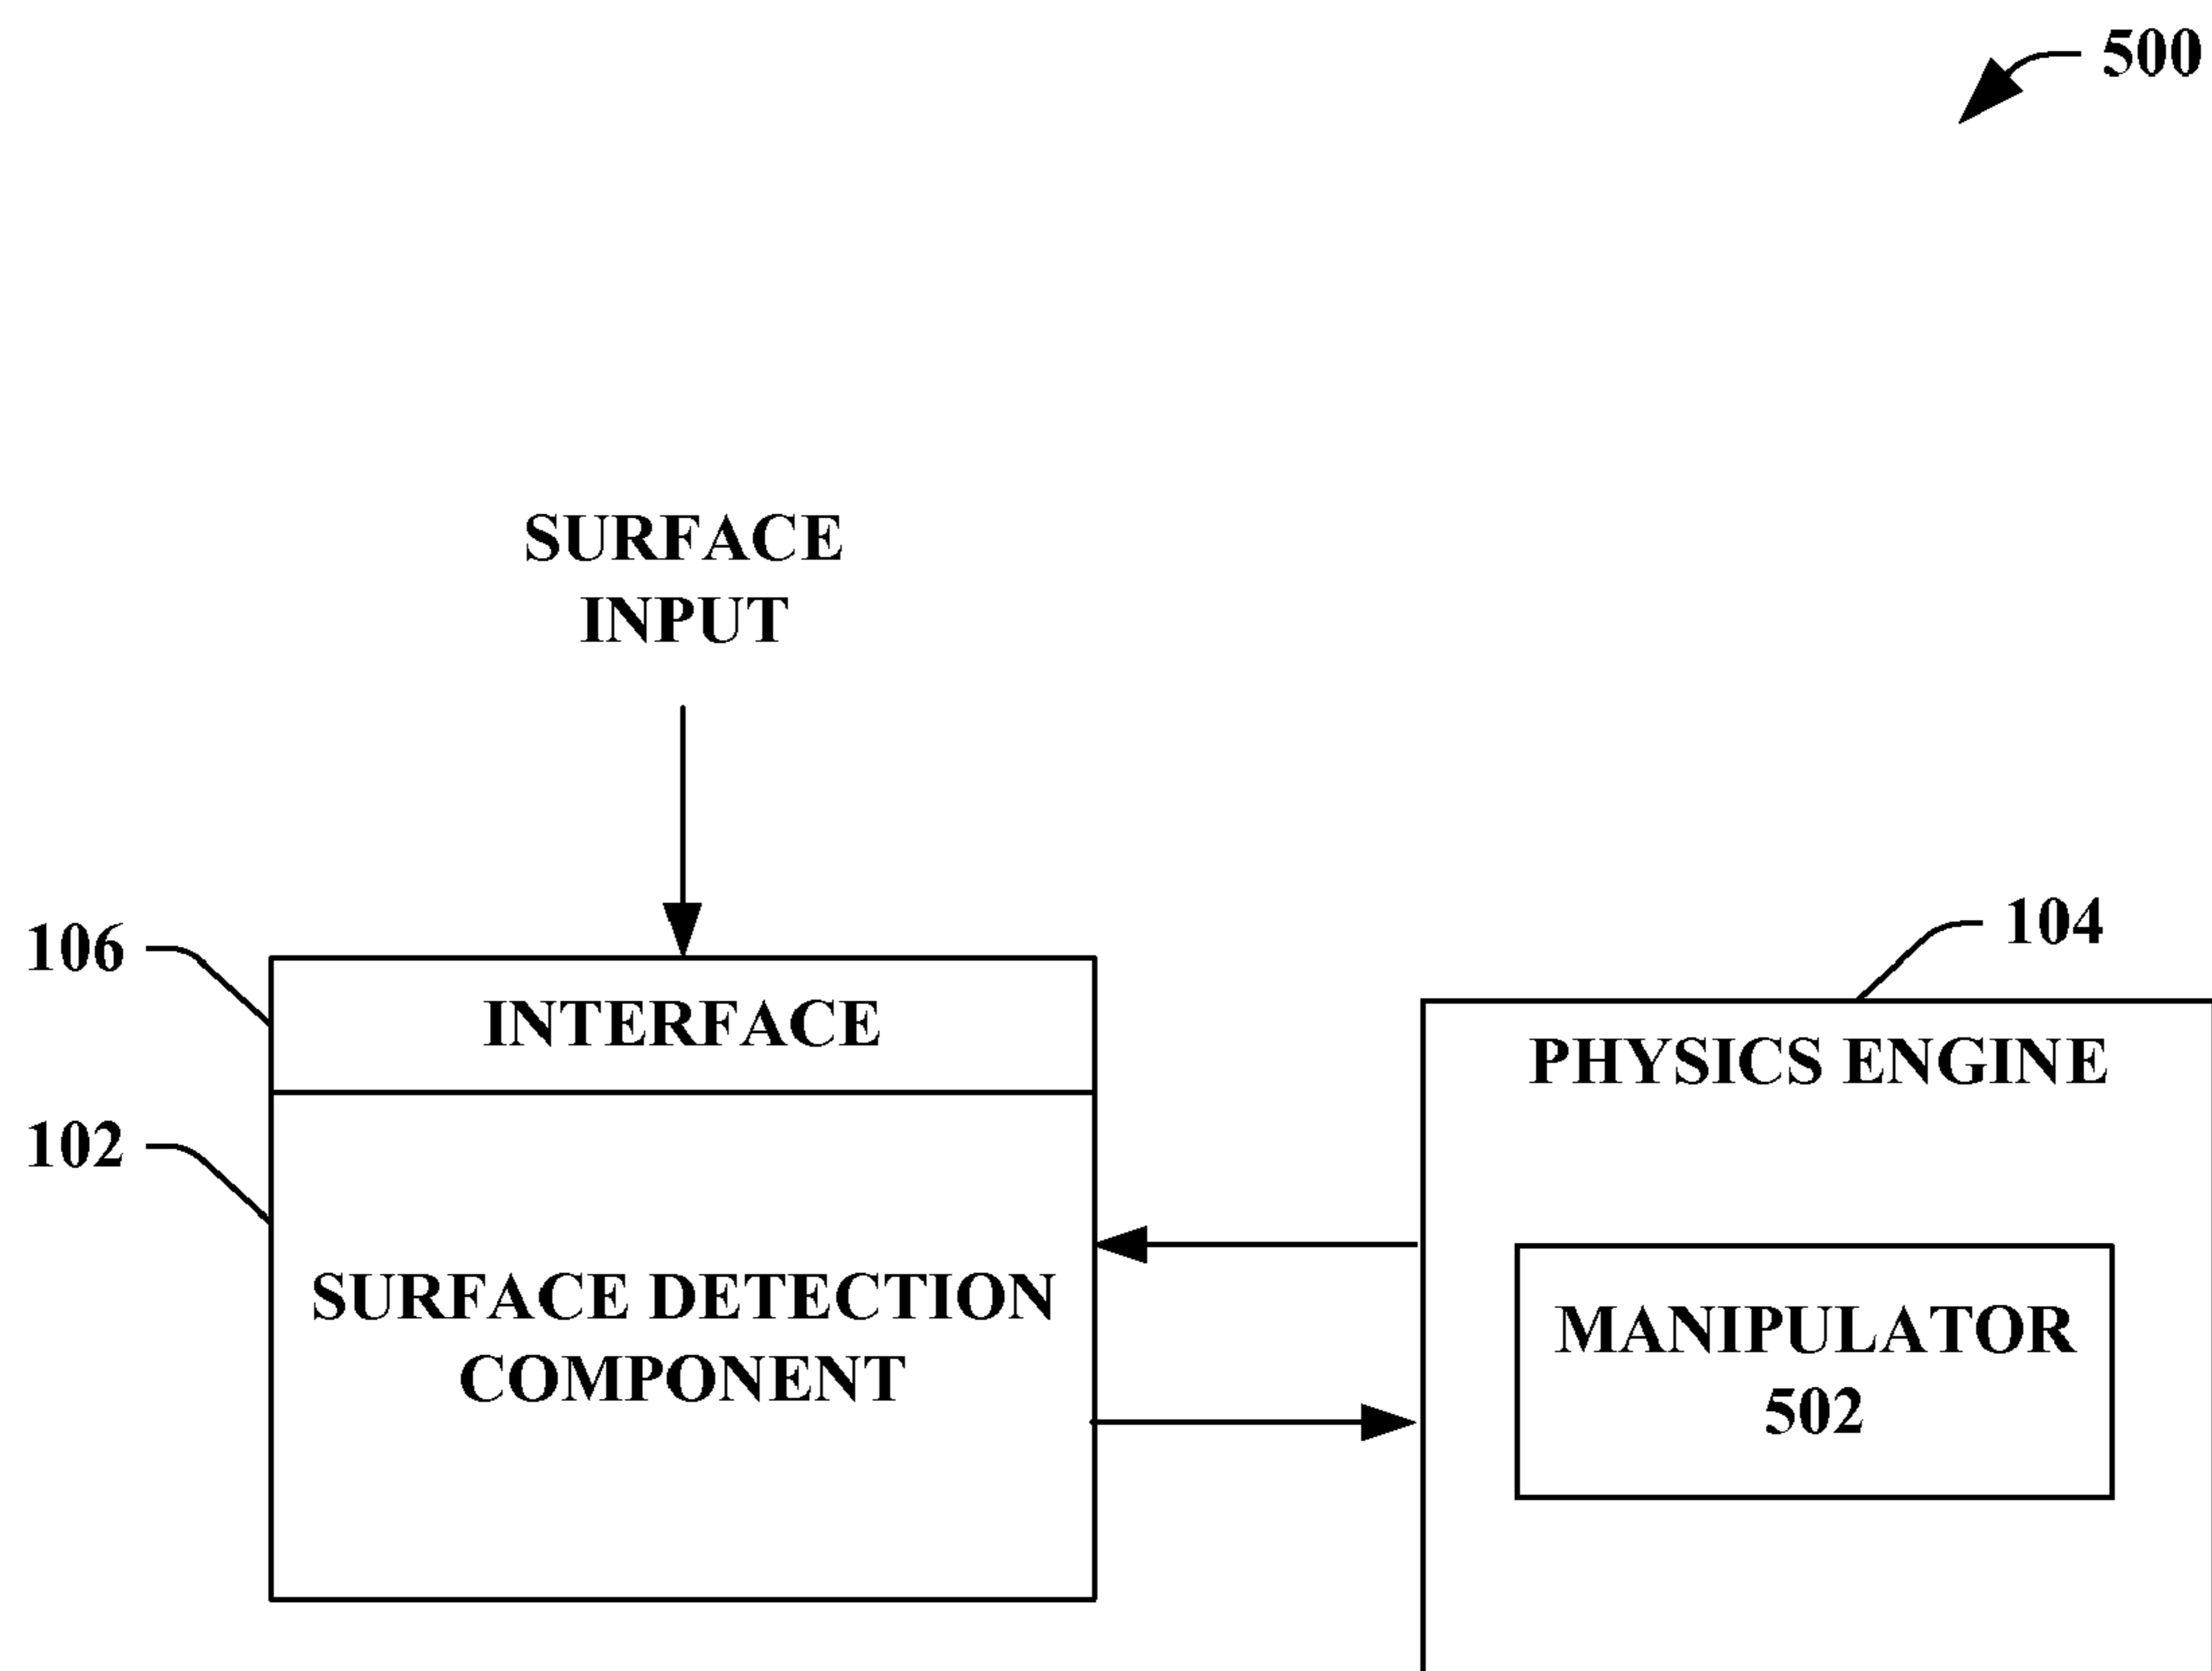 500
SURFACE
INPUT
106
INTERFACE
104
PHYSICS ENGINE
102
SURFACE DETECTION
COMPONENT
MANIPULATOR
502